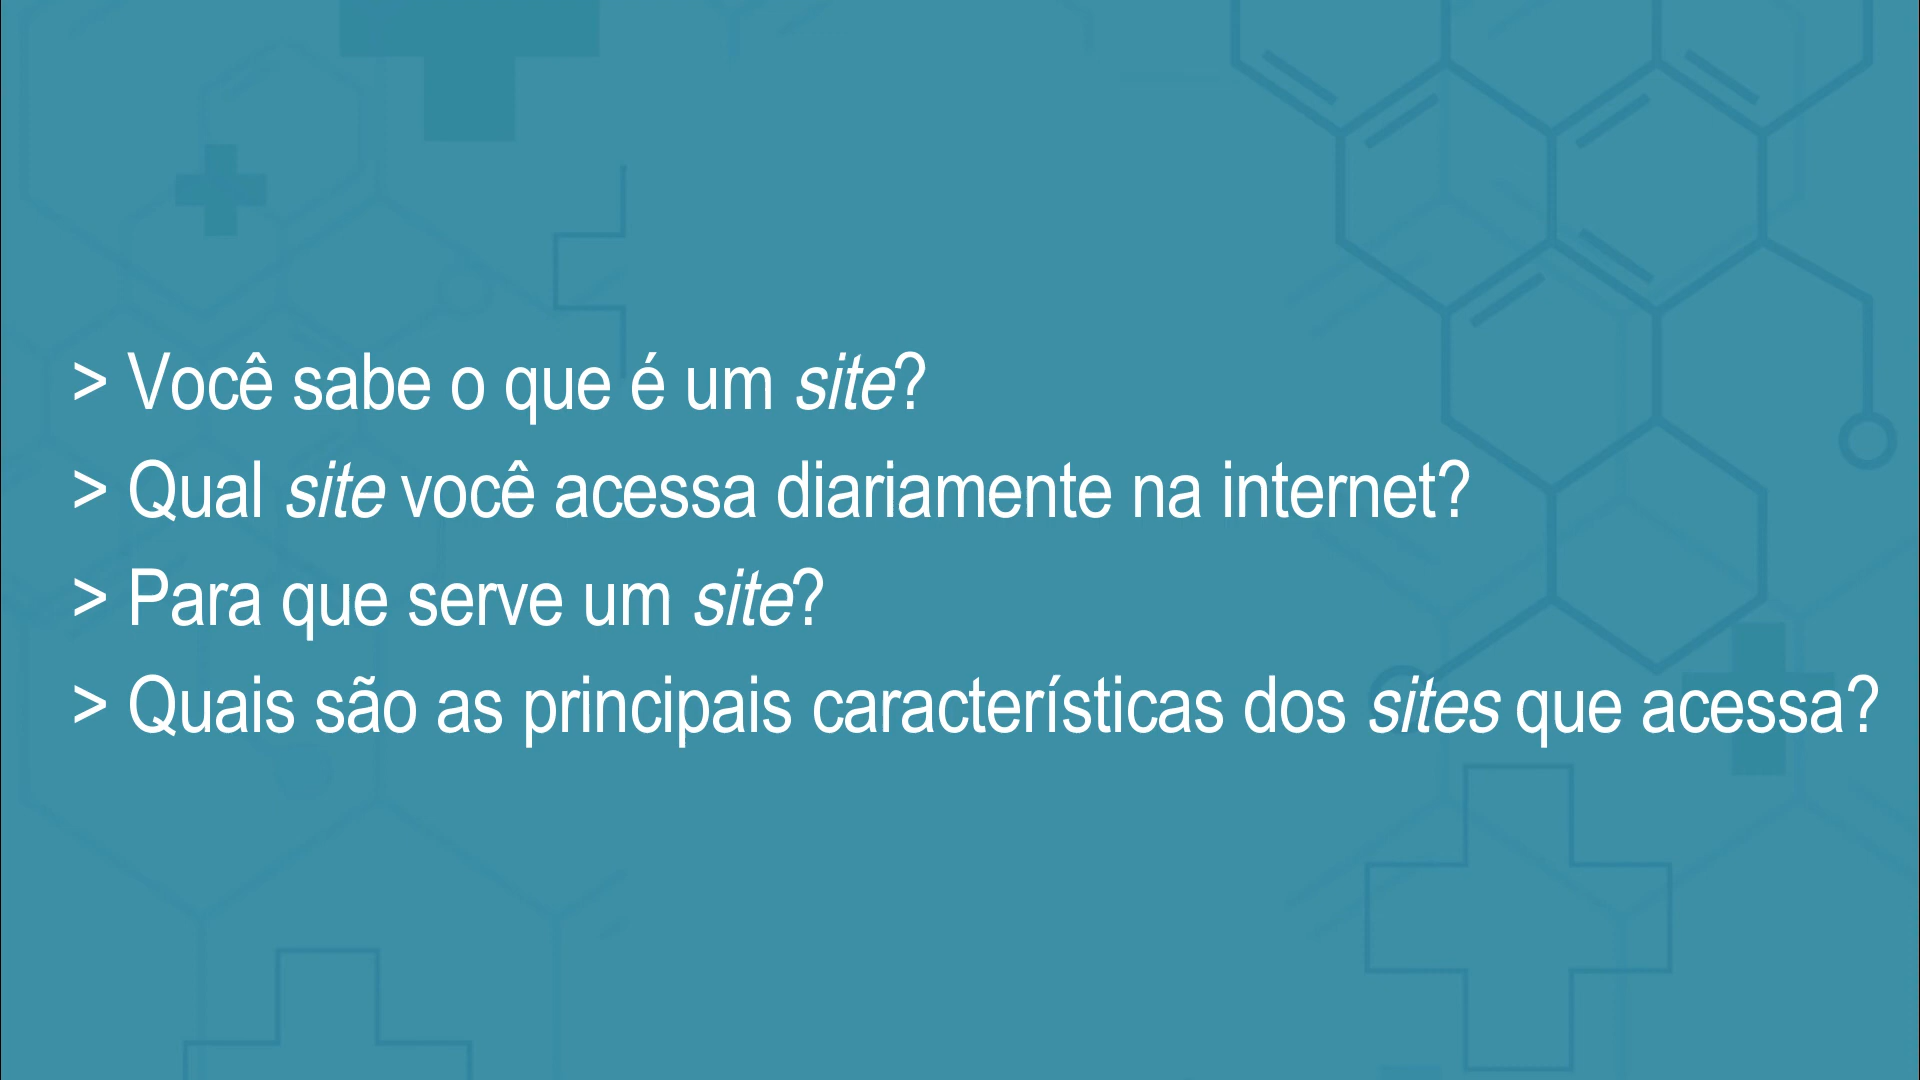 > Você sabe o que é um site?
> Qual site você acessa diariamente na internet?
> Para que serve um site?
> Quais são as principais características dos sites que acessa?